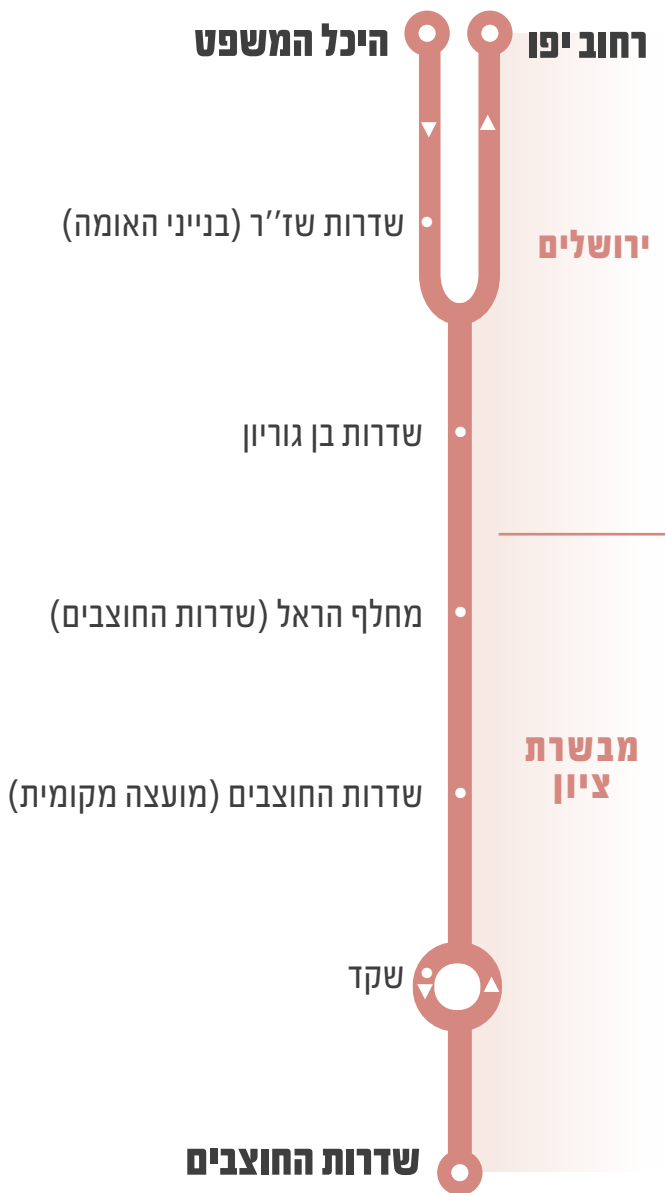 רחוב יפו
היכל המשפט
שדרות שז''ר (בנייני האומה)
ירושלים
שדרות בן גוריון
מחלף הראל (שדרות החוצבים)
מבשרת
ציון
שדרות החוצבים (מועצה מקומית)
שקד
שדרות החוצבים